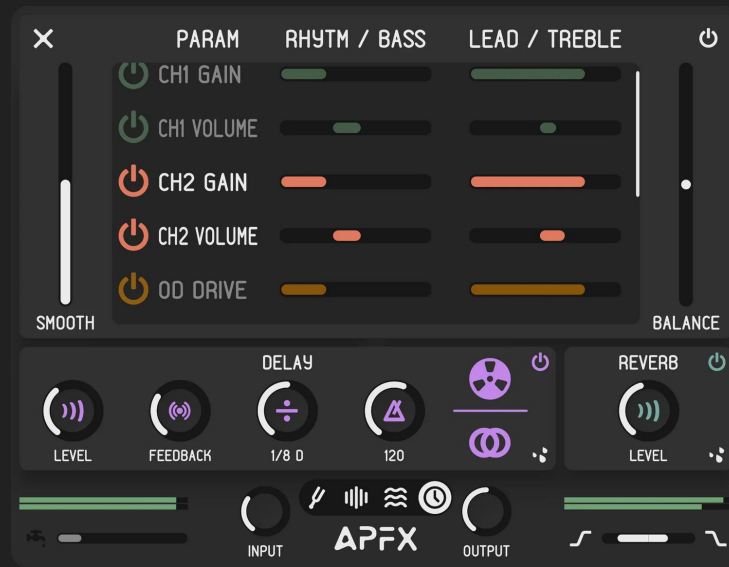 PARAM RHYTM / BASS LEAD / TREBLE
CH1 GAIN
CH1 VOLUME
CH2 GAIN
CH2 VOLUME
OD DRIVE
SMOOTH
BALANCE
DELAY
REVERB
LEVEL
FEEDBACK
1/8 D
120
LEVEL
INPUT
APFX
OUTPUT